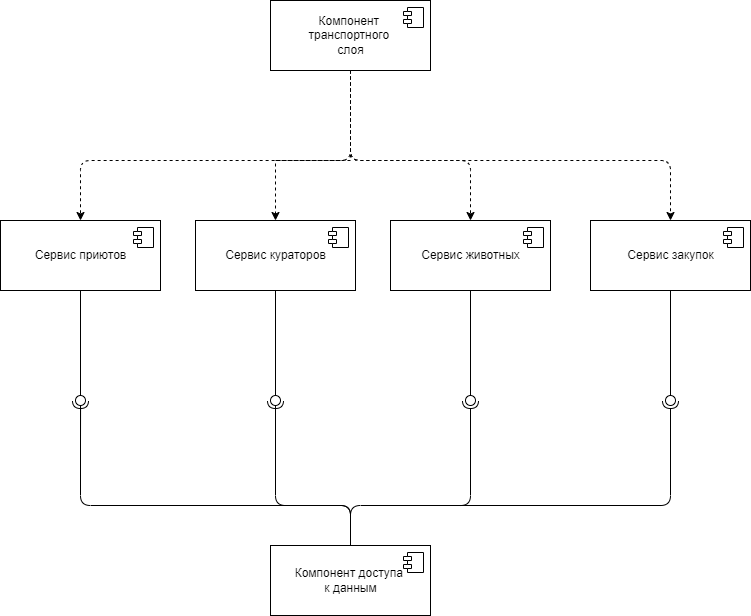 Компонент
транспортного
слоя
Сервис приютов
Сервис кураторов
Сервис животных
Сервис закупок
Компонент доступа
к данным